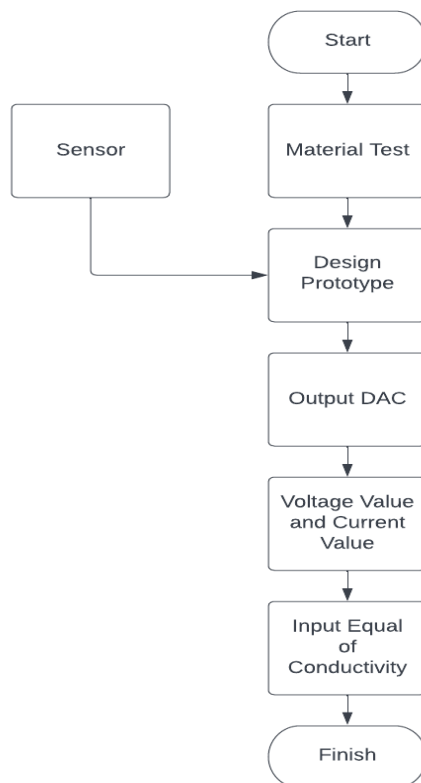 Start
Sensor
Material Test
Design
Prototype
Output DAC
Voltage Value
and Current
Value
Input Equal
of
Conductivity
Finish